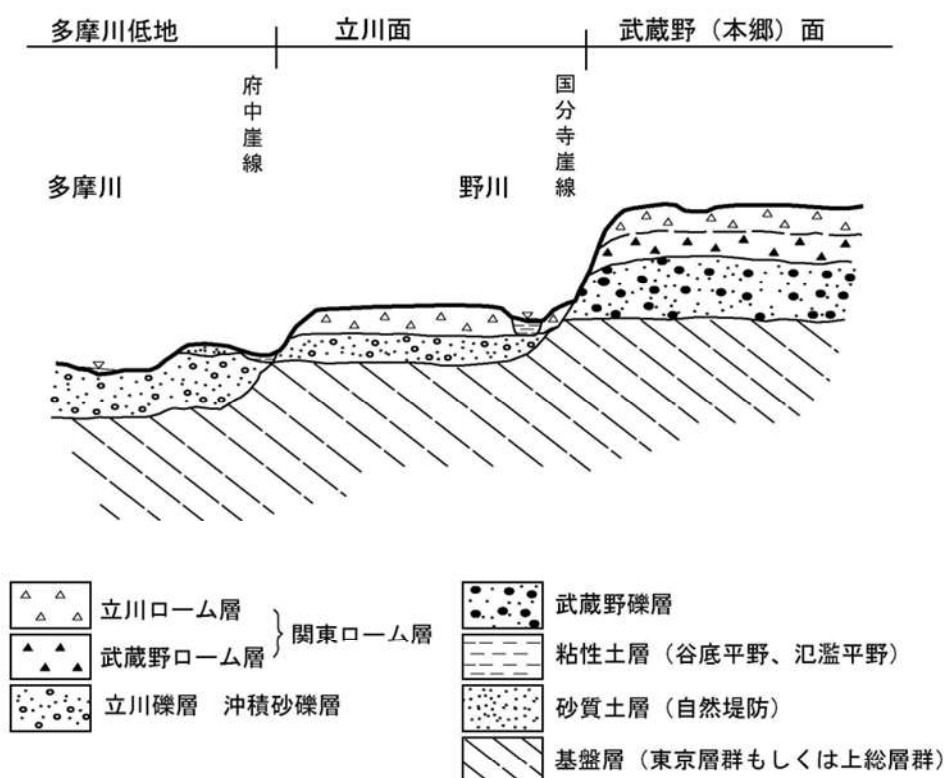 多摩川低地 立川面 武蔵野（本郷）面
府中崖線
国分寺崖線
多摩川 野川
立川ローム層
武蔵野ローム層
関東ローム層
立川礫層 沖積砂礫層
武蔵野礫層
粘性土層（谷底平野、氾濫平野）
砂質土層（自然堤防）
基盤層（東京層群もしくは上総層群）